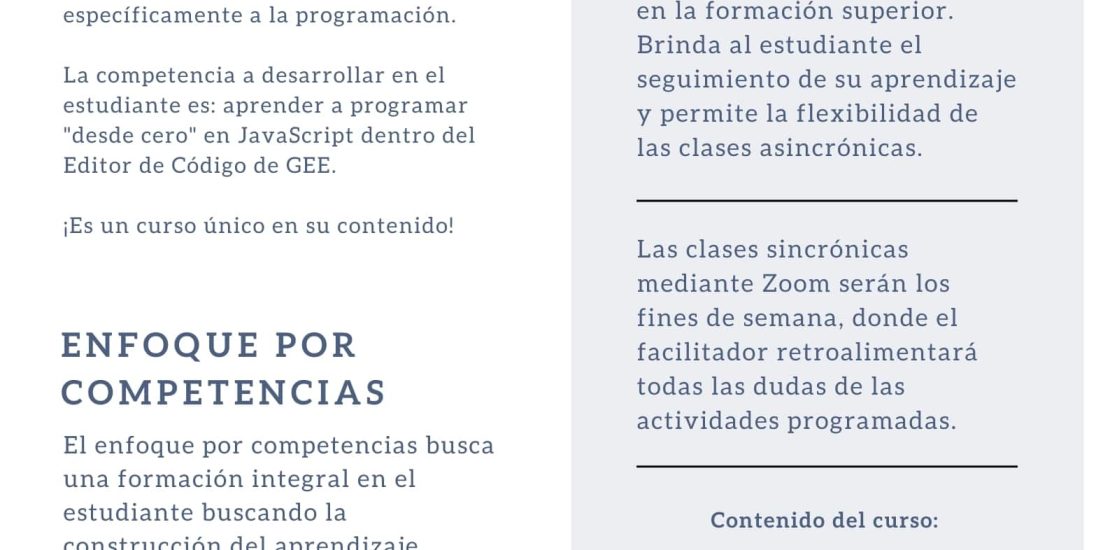 específicamente a la programación.
La competencia a desarrollar en el
estudiante es: aprender a programar
"desde cero" en JavaScript dentro del
Editor de Código de GEE.
¡Es un curso único en su contenido!
ENFOQUE POR
COMPETENCIAS
El enfoque por competencias busca
una formación integral en el
estudiante buscando la
construcción del aprendizaje
en la formación superior.
Brinda al estudiante el
seguimiento de su aprendizaje
y permite la flexibilidad de
las clases asincrónicas.
Las clases sincrónicas
mediante Zoom serán los
fines de semana, donde el
facilitador retroalimentará
todas las dudas de las
actividades programadas.
Contenido del curso: